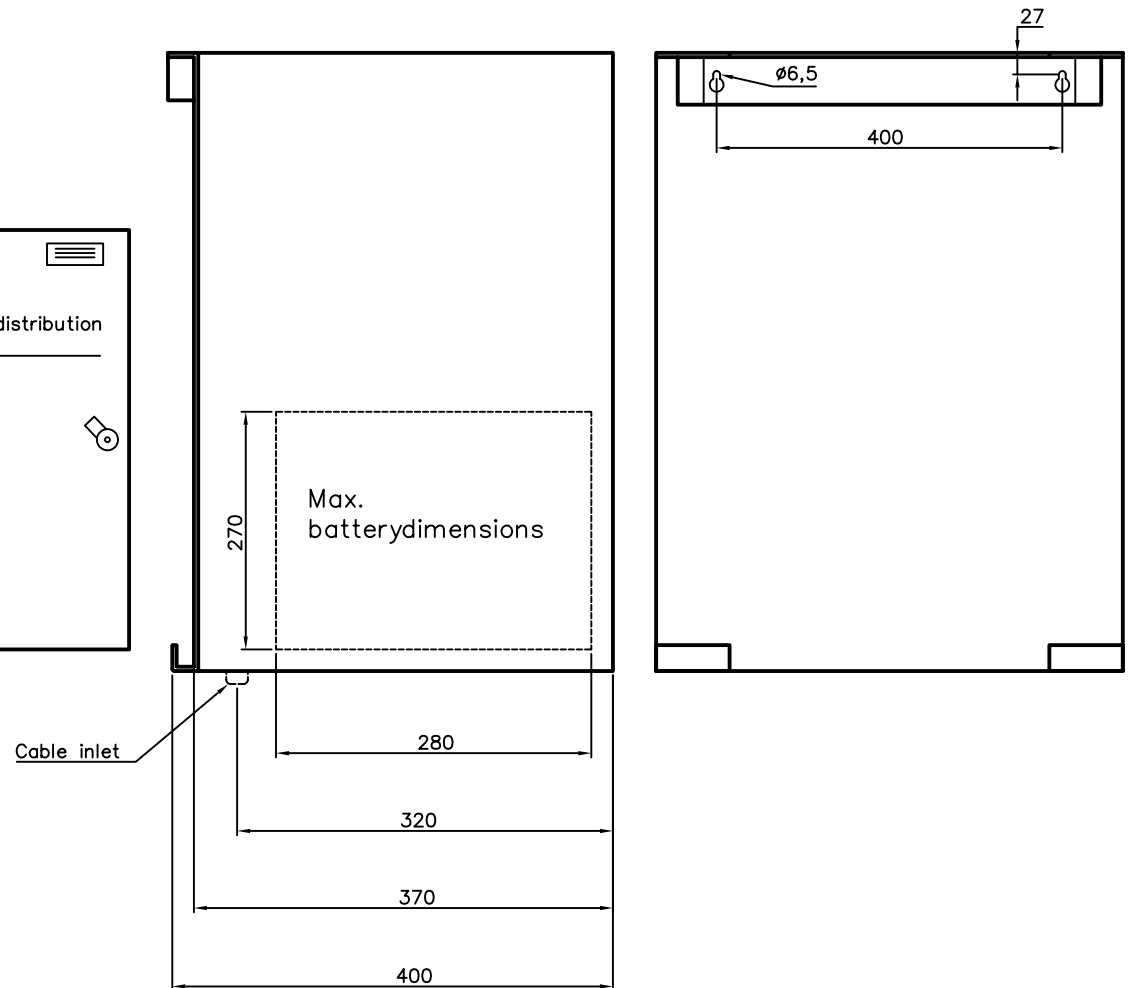 27
ø6,5
400
distribution
Max.
batterydimensions
270
Cable inlet
280
320
370
400